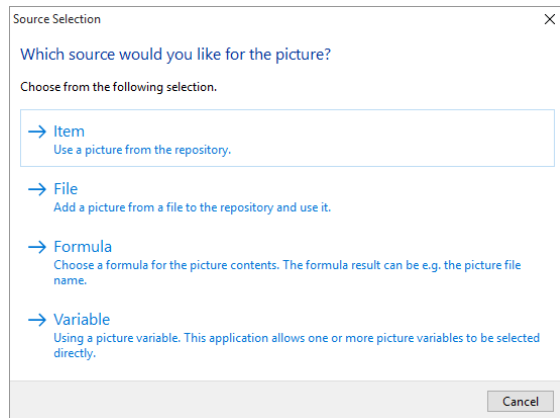 Source Selection
Which source would you like for the picture?
Choose from the following selection.
Item
Use a picture from the repository.
File
Add a picture from a file to the repository and use it.
Formula
Choose a formula for the picture contents. The formula result can be e.g. the picture file
name.
Variable
Using a picture variable. This application allows one or more picture variables to be selected
directly.
Cancel